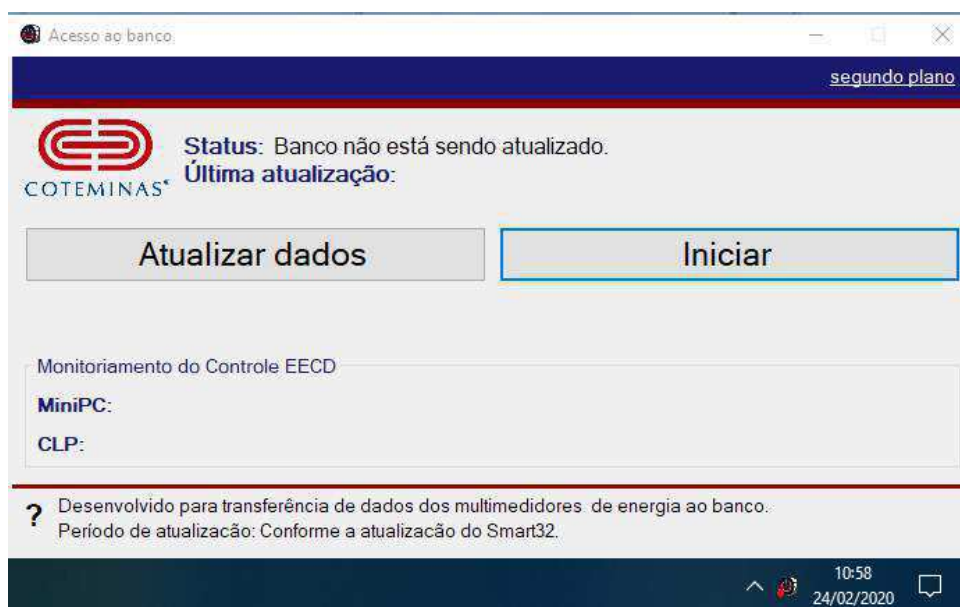 Acesso ao banco
segundo plano
Status: Banco não está sendo atualizado.
Última atualização:
COTEMINAS
Atualizar dados
Iniciar
Monitoriamento do Controle EECD
MiniPC:
CLP:
? Desenvolvido para transferência de dados dos multimedidores de energia ao banco.
Período de atualizacão: Conforme a atualizacão do Smart32.
10:58
24/02/2020